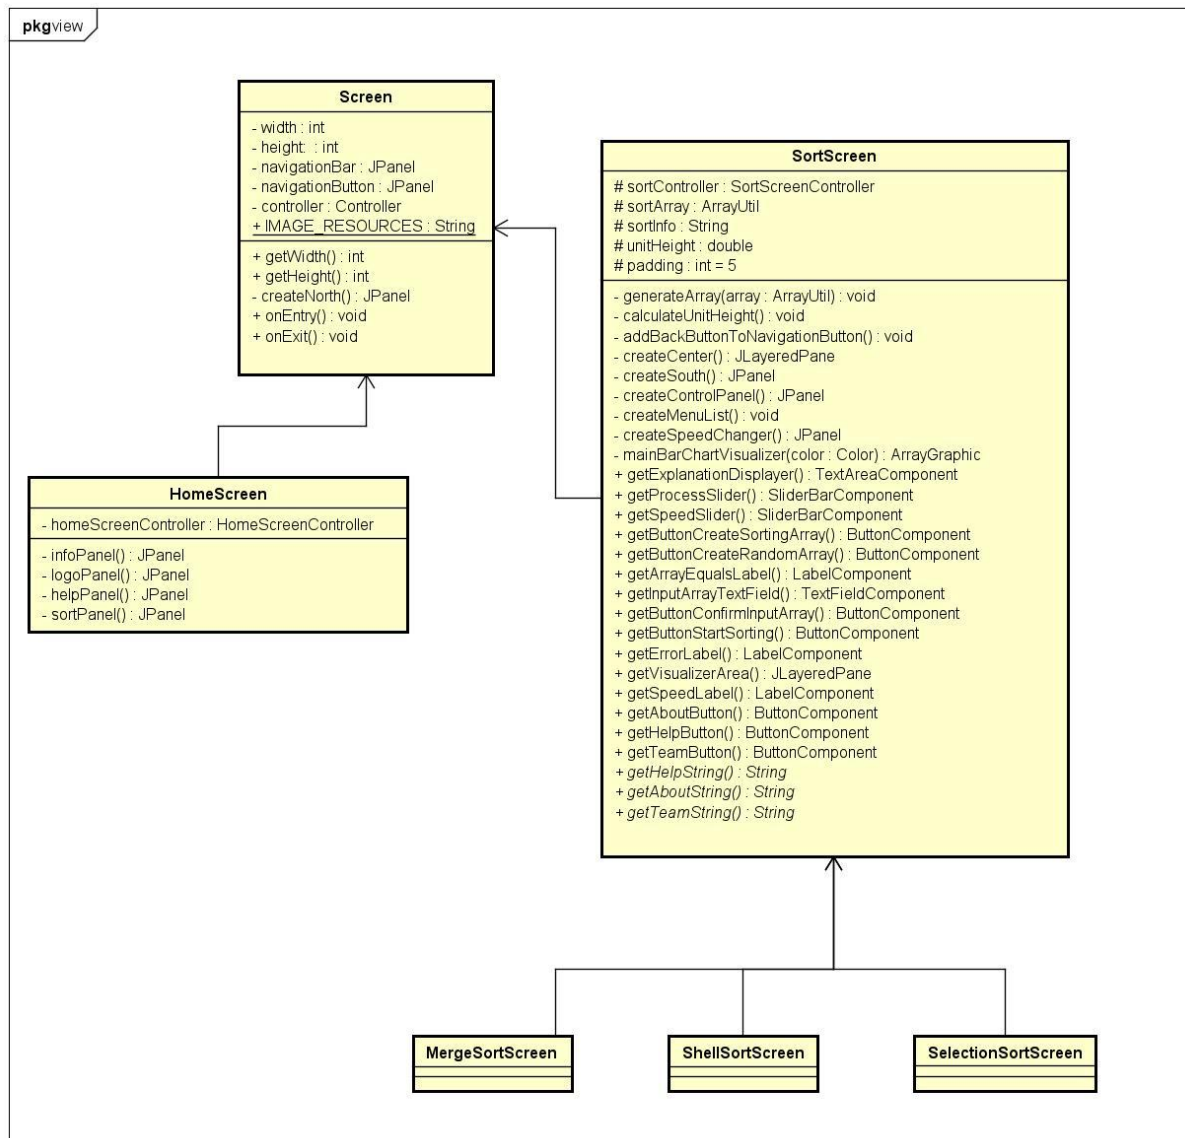 pkgview
Screen
- width : int
- height: : int
- navigationBar : JPanel
- navigationButton : JPanel
- controller : Controller
+ IMAGE_RESOURCES : String
+ getWidth() : int
+ getHeight() : int
- createNorth() : JPanel
+ onEntry() : void
+ onExit() : void
SortScreen
# sortController : SortScreenController
# sortArray : ArrayUtil
# sortInfo : String
# unitHeight : double
# padding : int = 5
- generateArray(array : ArrayUtil) : void
- calculateUnitHeight() : void
- addBackButtonToNavigationButton() : void
- createCenter() : JLayeredPane
- createSouth() : JPanel
- createControlPanel() : JPanel
- createMenuList() : void
- createSpeedChanger() : JPanel
- mainBarChartVisualizer(color : Color) : ArrayGraphic
+ getExplanationDisplayer() : TextAreaComponent
+ getProcessSlider() : SliderBarComponent
+ getSpeedSlider() : SliderBarComponent
+ getButtonCreateSortingArray() : ButtonComponent
+ getButtonCreateRandomArray() : ButtonComponent
+ getArrayEqualsLabel() : LabelComponent
+ getInputArrayTextField() : TextFieldComponent
+ getButtonConfirmInputArray() : ButtonComponent
+ getButtonStartSorting() : ButtonComponent
+ getErrorLabel() : LabelComponent
+ getVisualizerArea() : JLayeredPane
+ getSpeedLabel() : LabelComponent
+ getAboutButton() : ButtonComponent
+ getHelpButton() : ButtonComponent
+ getTeamButton() : ButtonComponent
+ getHelpString() : String
+ getAboutString() : String
+ getTeamString() : String
HomeScreen
- homeScreenController : HomeScreenController
- infoPanel() : JPanel
- logoPanel() : JPanel
- helpPanel() : JPanel
- sortPanel() : JPanel
MergeSortScreen
ShellSortScreen
SelectionSortScreen